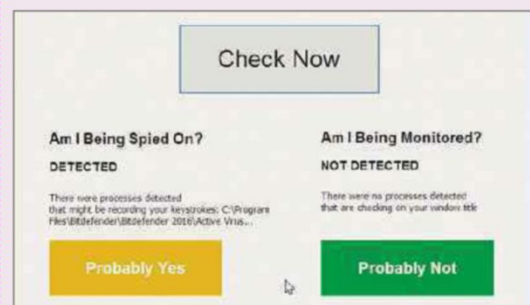 Check Now
Am I Being Spied On?
DETECTED
There were processes detected
that might be recording your keystrokes: C:\Program
Files\Bitdefender\Bitdefender 2016\Active Virus...
Probably Yes
Am I Being Monitored?
NOT DETECTED
There were no processes detected
that are checking on your window title
Probably Not